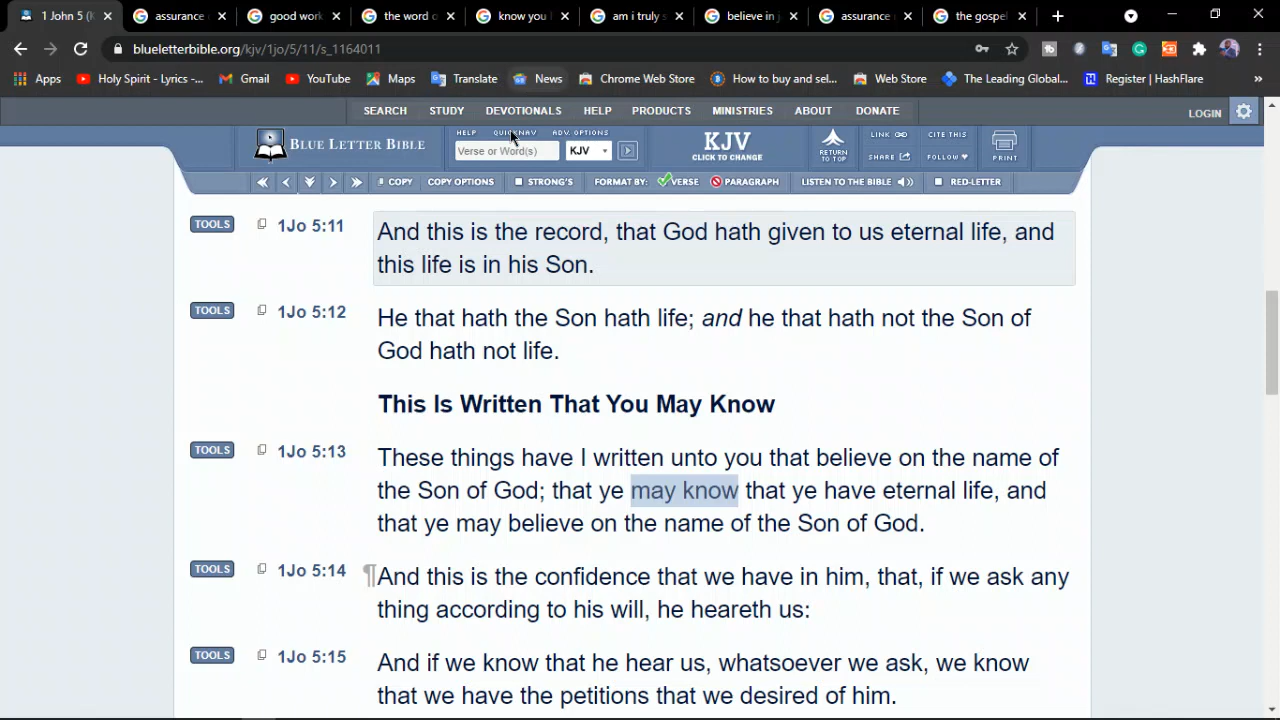 1 John 5 (K
assurance
good work
the word o
know you
am i truly s
believe in j
assurance
the gospel
blueletterbible.org/kjv/1jo/5/11/s_1164011
Apps Holy Spirit - Lyrics -... Gmail YouTube Maps Translate News Chrome Web Store How to buy and sel... Web Store The Leading Global... Register | HashFlare »
SEARCH STUDY DEVOTIONALS HELP PRODUCTS MINISTRIES ABOUT DONATE LOGIN
BLUE LETTER BIBLE
HELP QUICKNAV ADV. OPTIONS
Verse or Word(s) KJV
KJV
CLICK TO CHANGE
RETURN
TO TOP
LINK CITE THIS
SHARE FOLLOW
PRINT
COPY COPY OPTIONS STRONG'S FORMAT BY: VERSE PARAGRAPH LISTEN TO THE BIBLE RED-LETTER
TOOLS 1Jo 5:11 And this is the record, that God hath given to us eternal life, and
this life is in his Son.
TOOLS 1Jo 5:12 He that hath the Son hath life; and he that hath not the Son of
God hath not life.
This Is Written That You May Know
TOOLS 1Jo 5:13 These things have I written unto you that believe on the name of
the Son of God; that ye may know that ye have eternal life, and
that ye may believe on the name of the Son of God.
TOOLS 1Jo 5:14 ¶And this is the confidence that we have in him, that, if we ask any
thing according to his will, he heareth us:
TOOLS 1Jo 5:15 And if we know that he hear us, whatsoever we ask, we know
that we have the petitions that we desired of him.